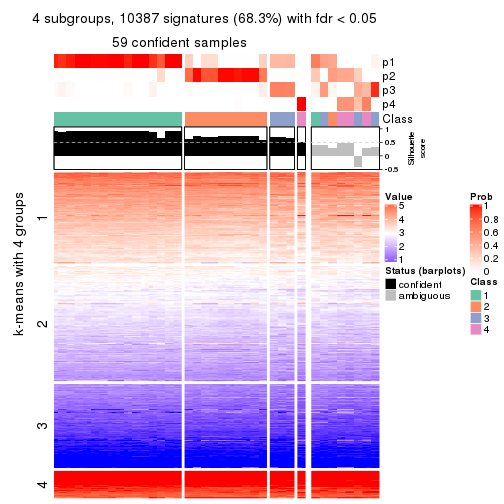 4 subgroups, 10387 signatures (68.3%) with fdr < 0.05
59 confident samples
p1
p2
p3
p4
Class
1
0.5
0
-0.5
Silhouette
score
k-means with 4 groups
1
2
3
4
Value
5
4
3
2
1
Status (barplots)
confident
ambiguous
Prob
1
0.8
0.6
0.4
0.2
0
Class
1
2
3
4